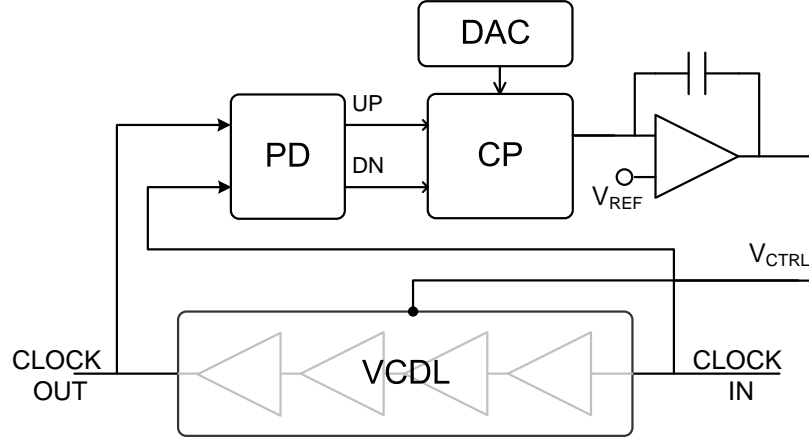 DAC
UP
PD
CP
DN
VREF
VCTRL
CLOCK
OUT
VCDL
CLOCK
IN